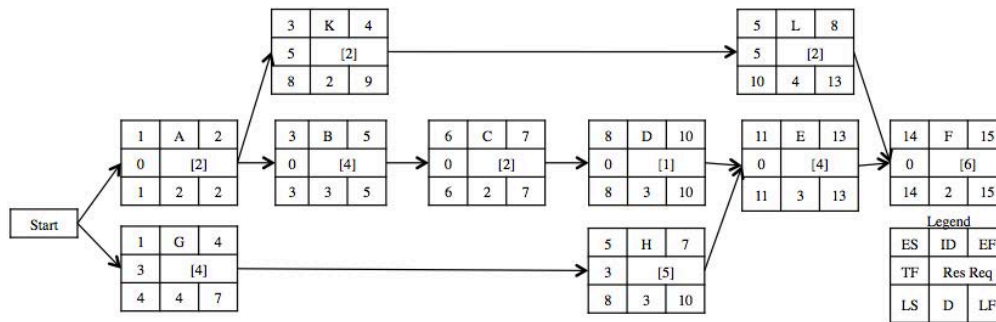 3 K 4
5 [2]
8 2 9
5 L 8
5 [2]
10 4 13
1 A 2
0 [2]
1 2 2
3 B 5
0 [4]
3 3 5
6 C 7
0 [2]
6 2 7
8 D 10
0 [1]
8 3 10
11 E 13
0 [4]
11 3 13
14 F 15
0 [6]
14 2 15
Start
1 G 4
3 [4]
4 4 7
5 H 7
3 [5]
8 3 10
Legend
ES ID EF
TF Res Req
LS D LF